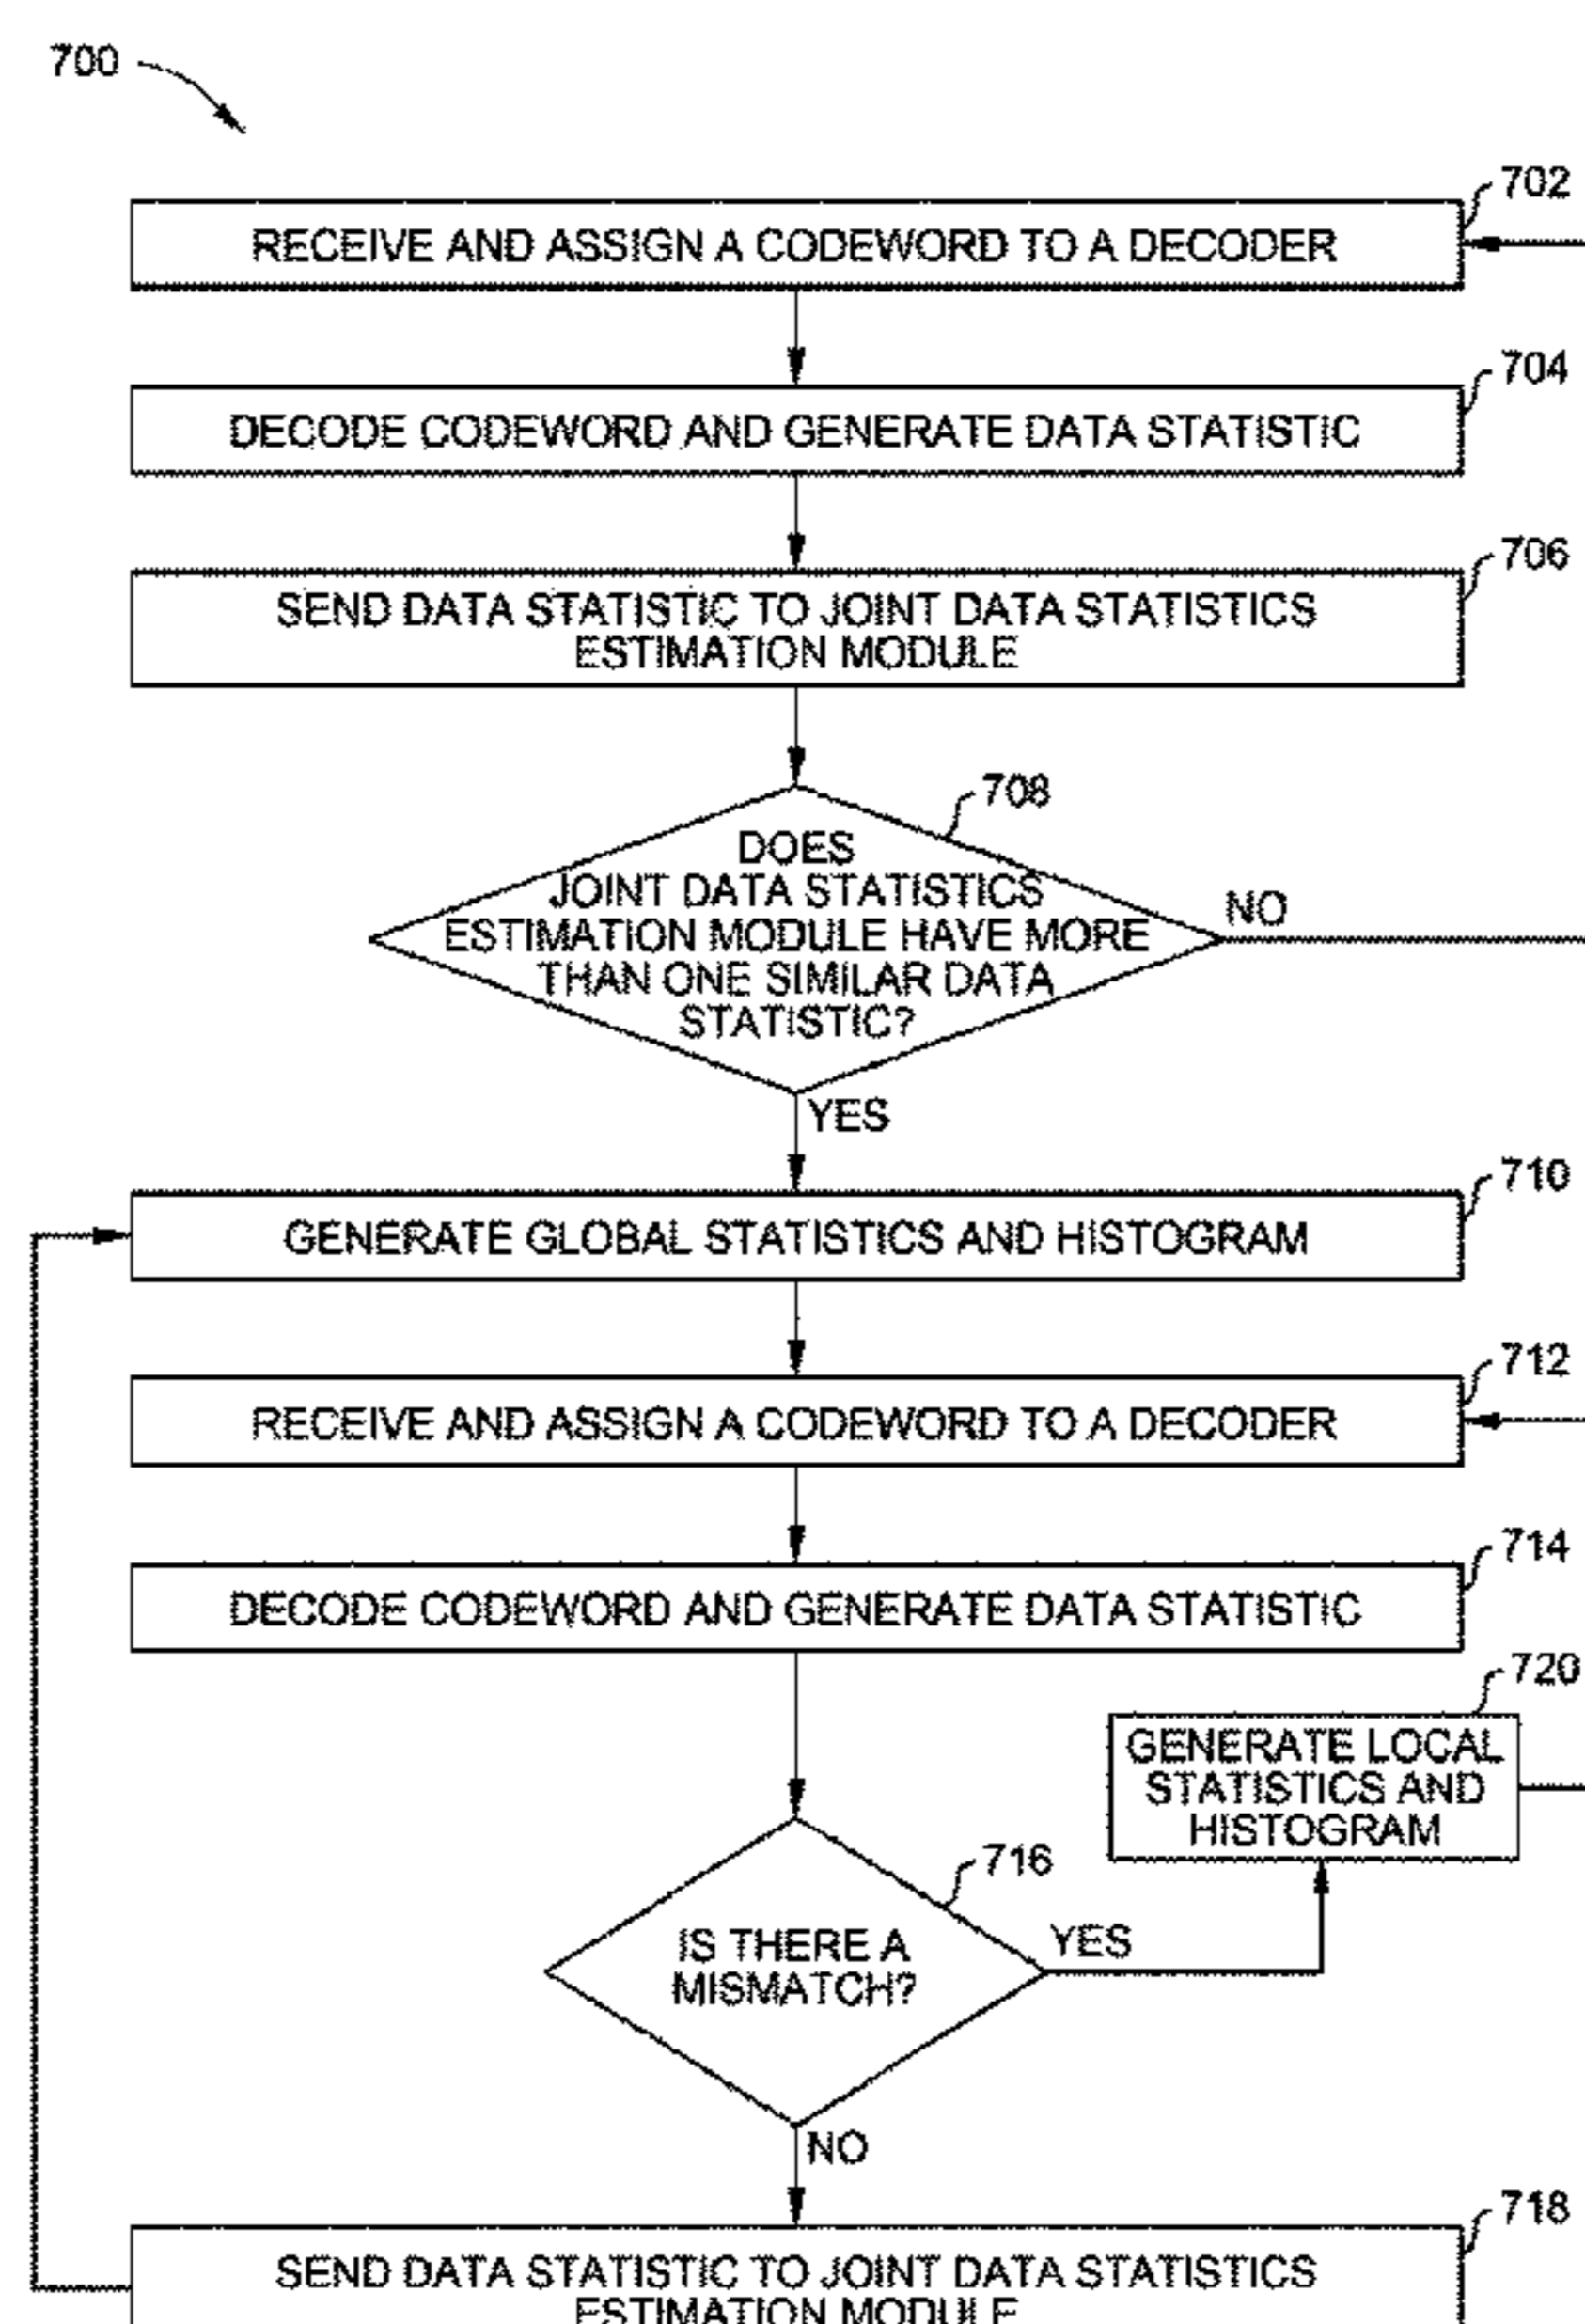 700
702
RECEIVE AND ASSIGN A CODEWORD TO A DECODER
704
DECODE CODEWORD AND GENERATE DATA STATISTIC
706
SEND DATA STATISTIC TO JOINT DATA STATISTICS
ESTIMATION MODULE
708
DOES
JOINT DATA STATISTICS
ESTIMATION MODULE HAVE MORE
THAN ONE SIMILAR DATA
STATISTIC?
NO
YES
710
GENERATE GLOBAL STATISTICS AND HISTOGRAM
712
RECEIVE AND ASSIGN A CODEWORD TO A DECODER
714
DECODE CODEWORD AND GENERATE DATA STATISTIC
720
GENERATE LOCAL
STATISTICS AND
HISTOGRAM
716
IS THERE A
MISMATCH?
YES
NO
718
SEND DATA STATISTIC TO JOINT DATA STATISTICS
ESTIMATION MODULE